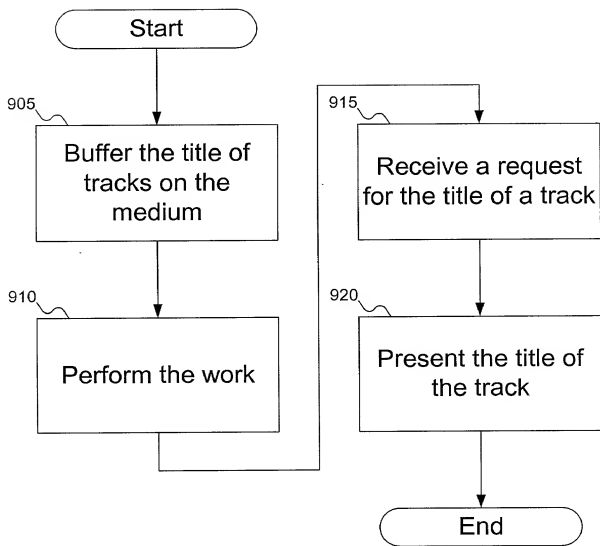 Start
905
Buffer the title of
tracks on the
medium
910
Perform the work
915
Receive a request
for the title of a track
920
Present the title of
the track
End